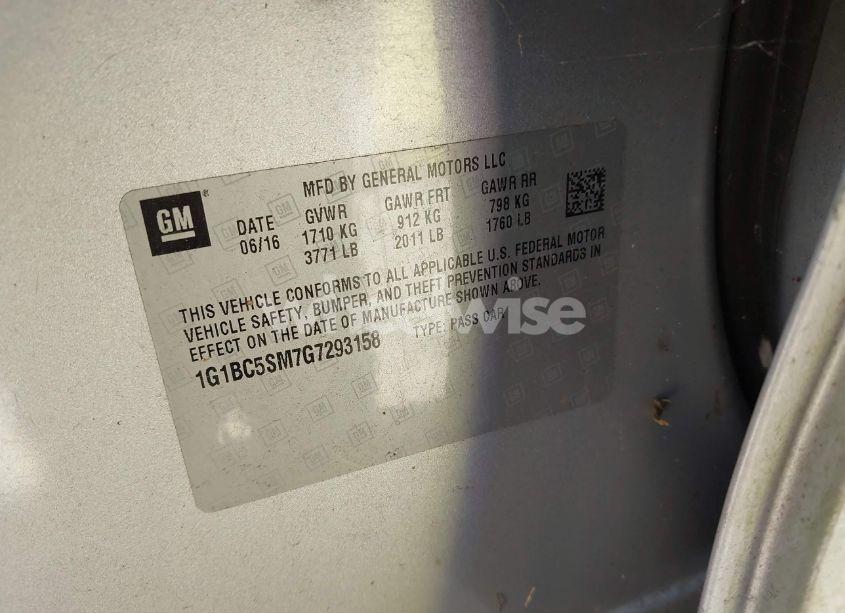 GM
MFD BY GENERAL MOTORS LLC
DATE GVWR GAWR FRT GAWR RR
06/16 1710 KG 912 KG 798 KG
3771 LB 2011 LB 1760 LB
THIS VEHICLE CONFORMS TO ALL APPLICABLE U.S. FEDERAL MOTOR
VEHICLE SAFETY, BUMPER, AND THEFT PREVENTION STANDARDS IN
EFFECT ON THE DATE OF MANUFACTURE SHOWN ABOVE.
1G1BC5SM7G7293158 TYPE: PASS CAR